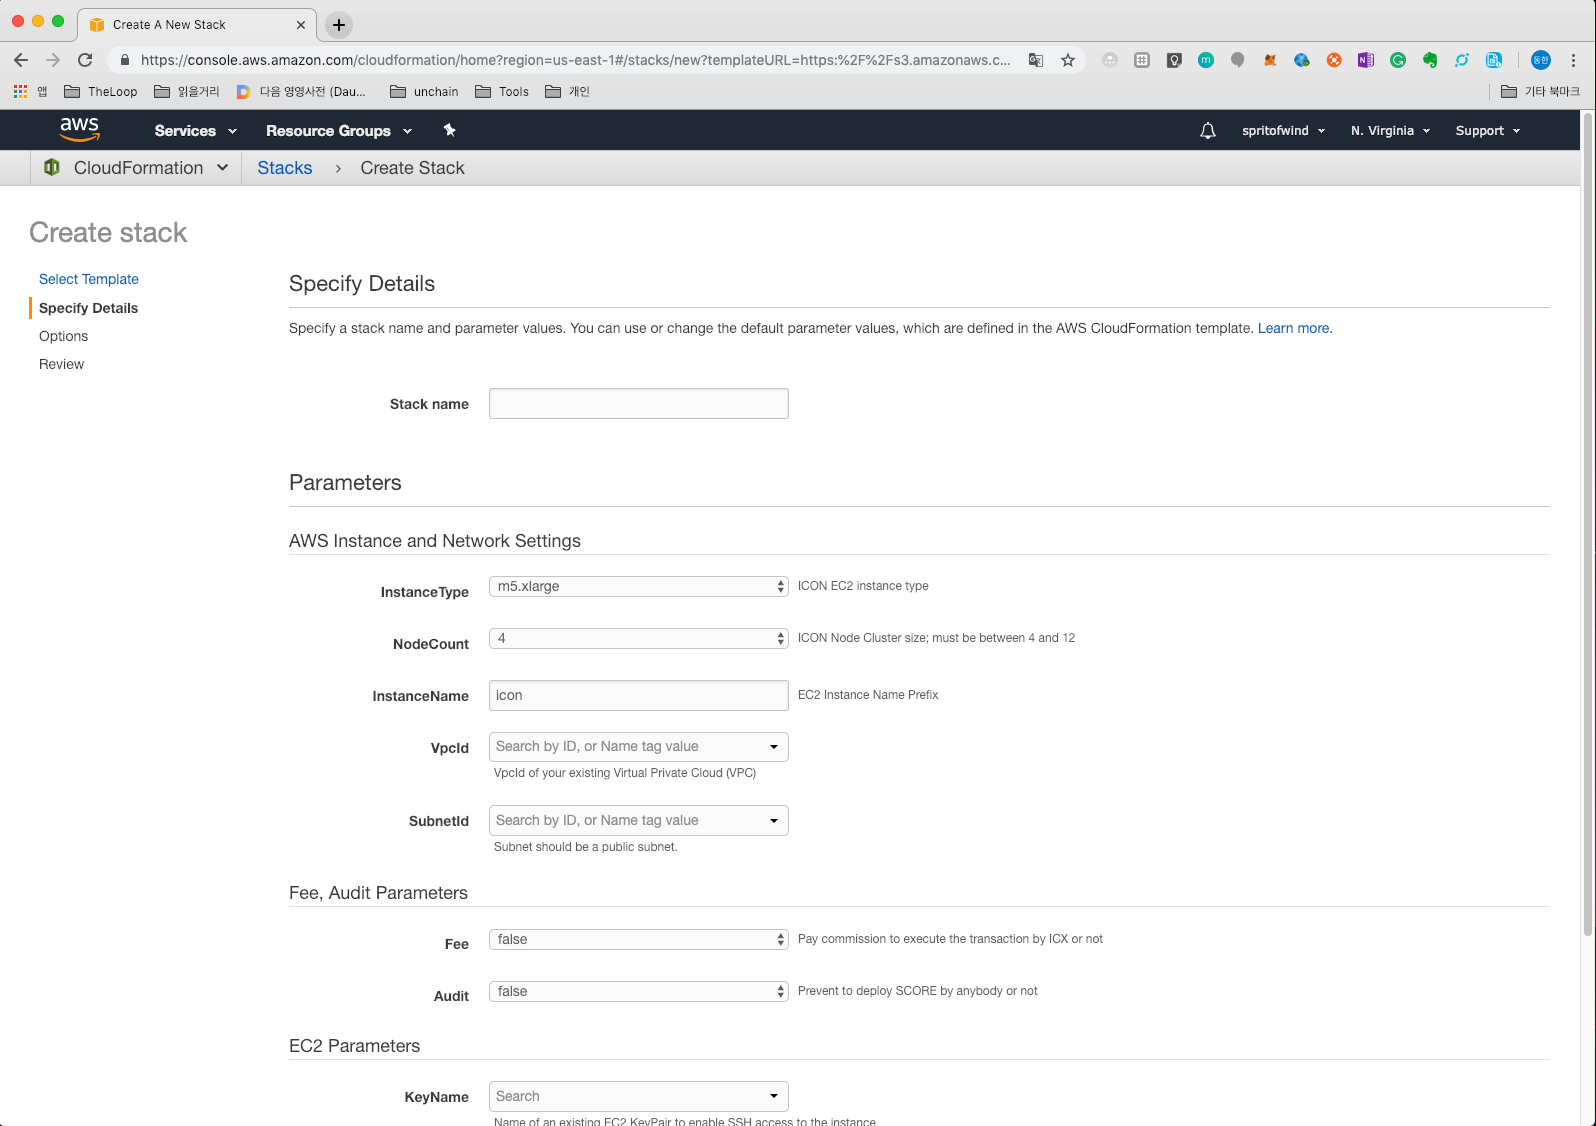 Create A New Stack
https://console.aws.amazon.com/cloudformation/home?region=us-east-1#/stacks/new?templateURL=https:%2F%2Fs3.amazonaws.c...
앱 TheLoop 읽을거리 다음 영영사전 (Dau... unchain Tools 개인 기타 북마크
aws Services Resource Groups spritofwind N. Virginia Support
CloudFormation Stacks > Create Stack
Create stack
Select Template
Specify Details
Options
Review
Specify Details
Specify a stack name and parameter values. You can use or change the default parameter values, which are defined in the AWS CloudFormation template. Learn more.
Stack name
Parameters
AWS Instance and Network Settings
InstanceType m5.xlarge ICON EC2 instance type
NodeCount 4 ICON Node Cluster size; must be between 4 and 12
InstanceName icon EC2 Instance Name Prefix
VpcId Search by ID, or Name tag value
VpcId of your existing Virtual Private Cloud (VPC)
SubnetId Search by ID, or Name tag value
Subnet should be a public subnet.
Fee, Audit Parameters
Fee false Pay commission to execute the transaction by ICX or not
Audit false Prevent to deploy SCORE by anybody or not
EC2 Parameters
KeyName Search
Name of an existing EC2 KeyPair to enable SSH access to the instance.